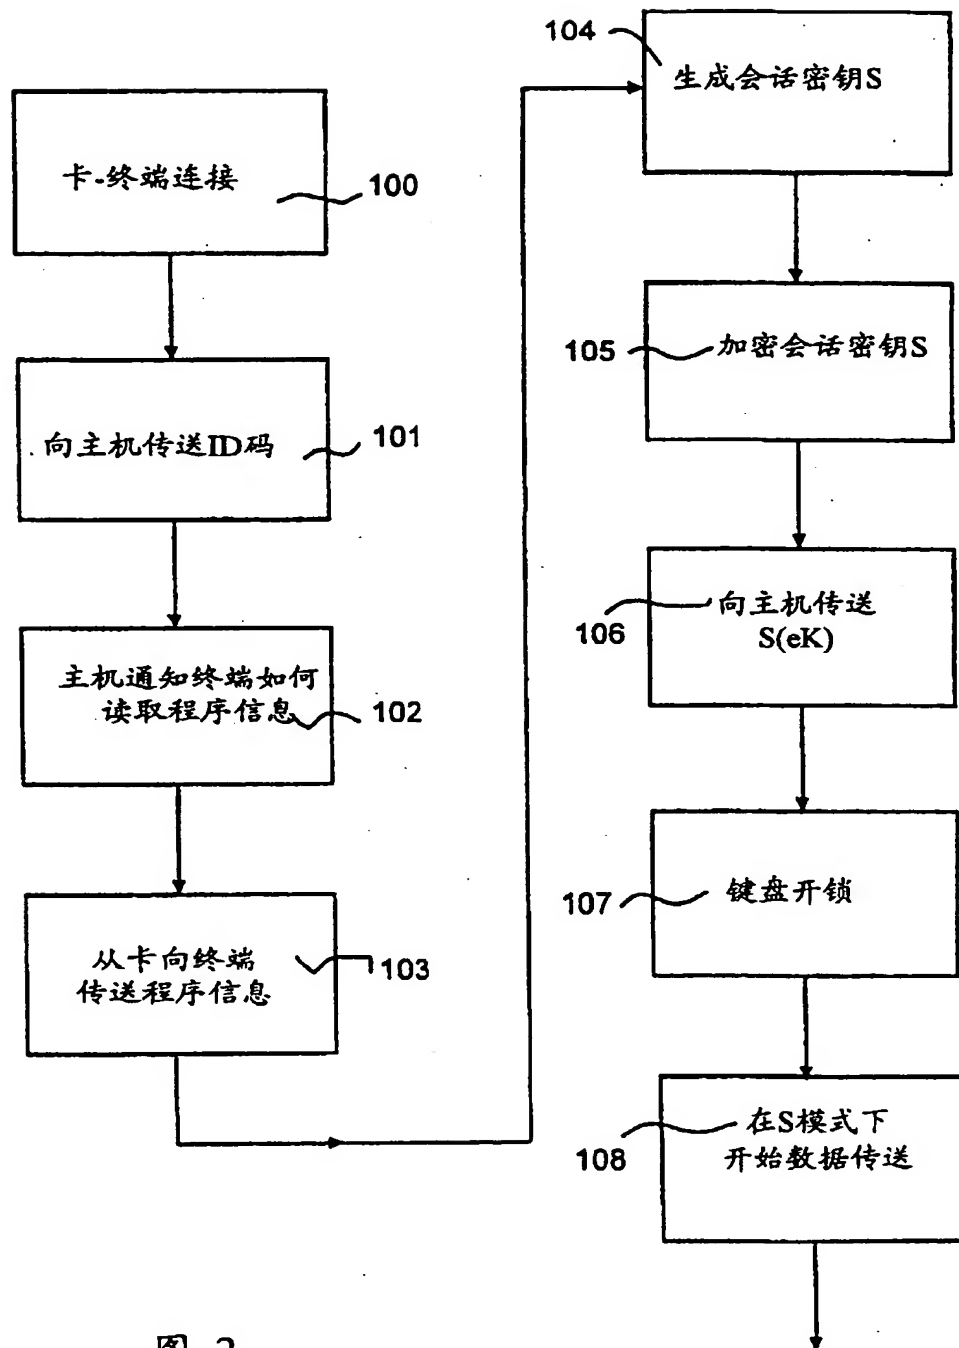 卡-终端连接
100
向主机传送ID码
101
主机通知终端如何
读取程序信息
102
从卡向终端
传送程序信息
103
104
生成会话密钥S
105
加密会话密钥S
106
向主机传送
S(eK)
107
键盘开锁
108
在S模式下
开始数据传送